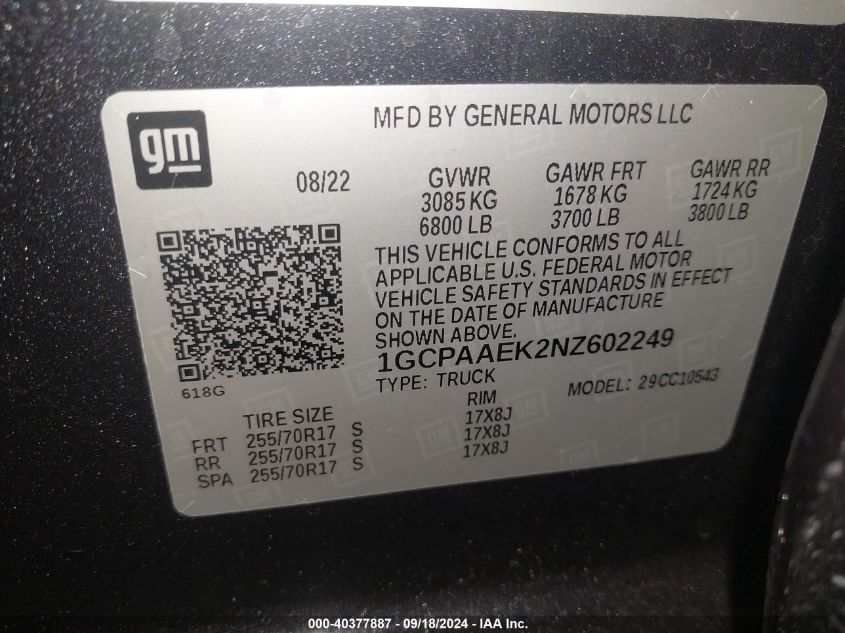 gm
MFD BY GENERAL MOTORS LLC
08/22
GVWR GAWR FRT GAWR RR
3085 KG 1678 KG 1724 KG
6800 LB 3700 LB 3800 LB
THIS VEHICLE CONFORMS TO ALL
APPLICABLE U.S. FEDERAL MOTOR
VEHICLE SAFETY STANDARDS IN EFFECT
ON THE DATE OF MANUFACTURE
SHOWN ABOVE.
1GCPAAEK2NZ602249
TYPE: TRUCK MODEL: 29CC10543
618G
TIRE SIZE RIM
FRT 255/70R17 S 17X8J
RR 255/70R17 S 17X8J
SPA 255/70R17 S 17X8J
000-40377887 - 09/18/2024 - IAA Inc.